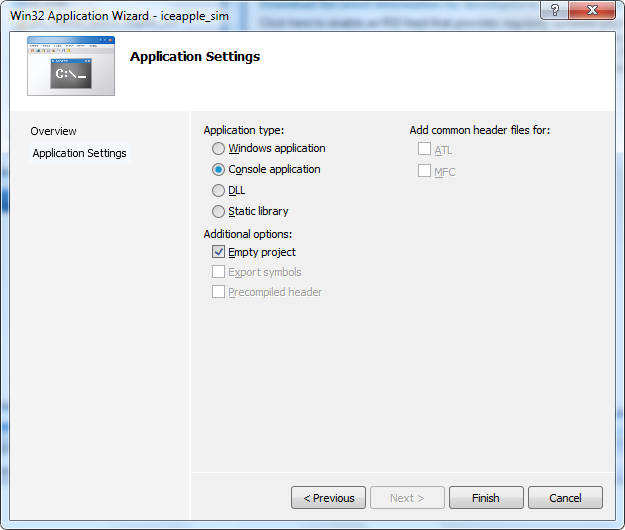 Win32 Application Wizard - iceapple_sim
Application Settings
C:\_
Overview
Application Settings
Application type:
Windows application
Console application
DLL
Static library
Add common header files for:
ATL
MFC
Additional options:
Empty project
Export symbols
Precompiled header
< Previous
Next >
Finish
Cancel